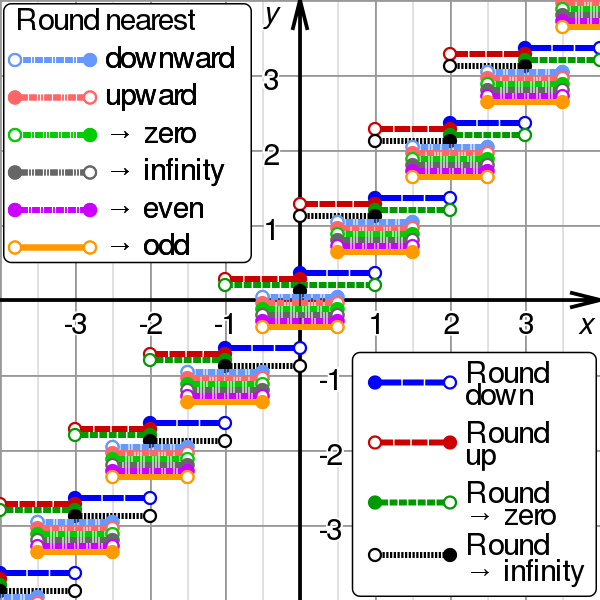 Round nearest
downward
upward
→ zero
→ infinity
→ even
→ odd
y
3
2
1
-3 -2 -1 1 2 3 x
-1
-2
-3
Round
down
Round
up
Round
→ zero
Round
→ infinity